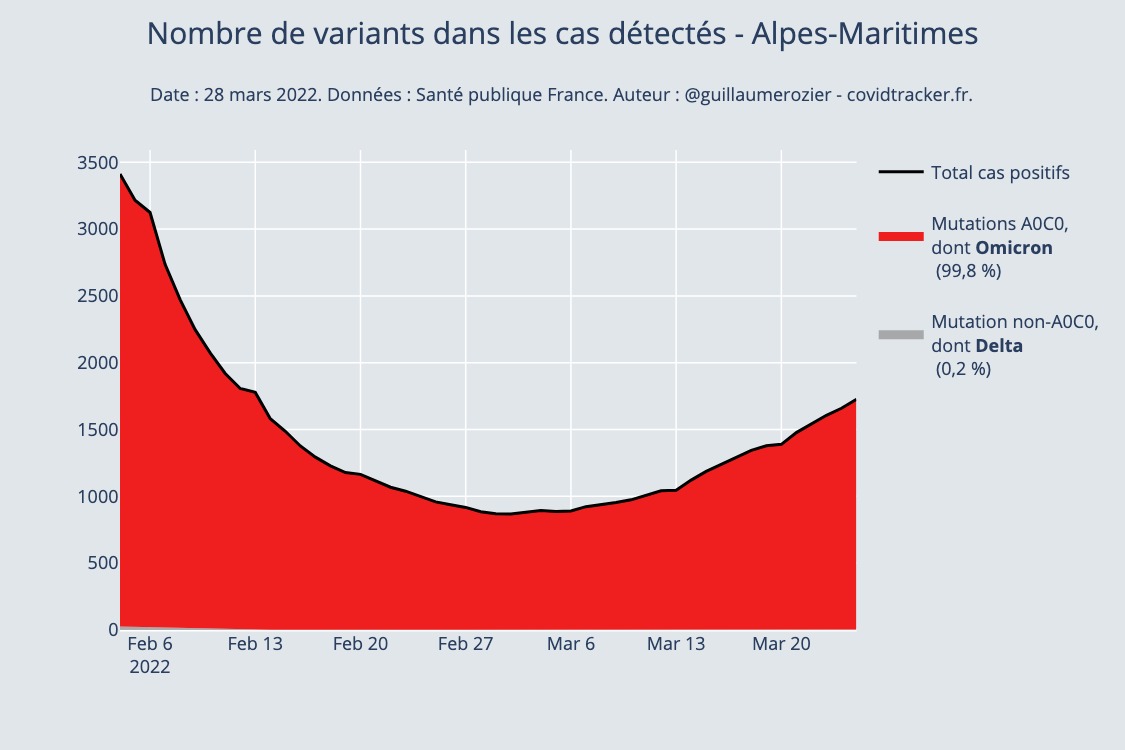 Nombre de variants dans les cas détectés - Alpes-Maritimes
Date : 28 mars 2022. Données : Santé publique France. Auteur : @guillaumerozier - covidtracker.fr.
3500
3000
2500
2000
1500
1000
500
0
Feb 6
2022
Feb 13
Feb 20
Feb 27
Mar 6
Mar 13
Mar 20
Total cas positifs
Mutations A0C0,
dont Omicron
(99,8 %)
Mutation non-A0C0,
dont Delta
(0,2 %)